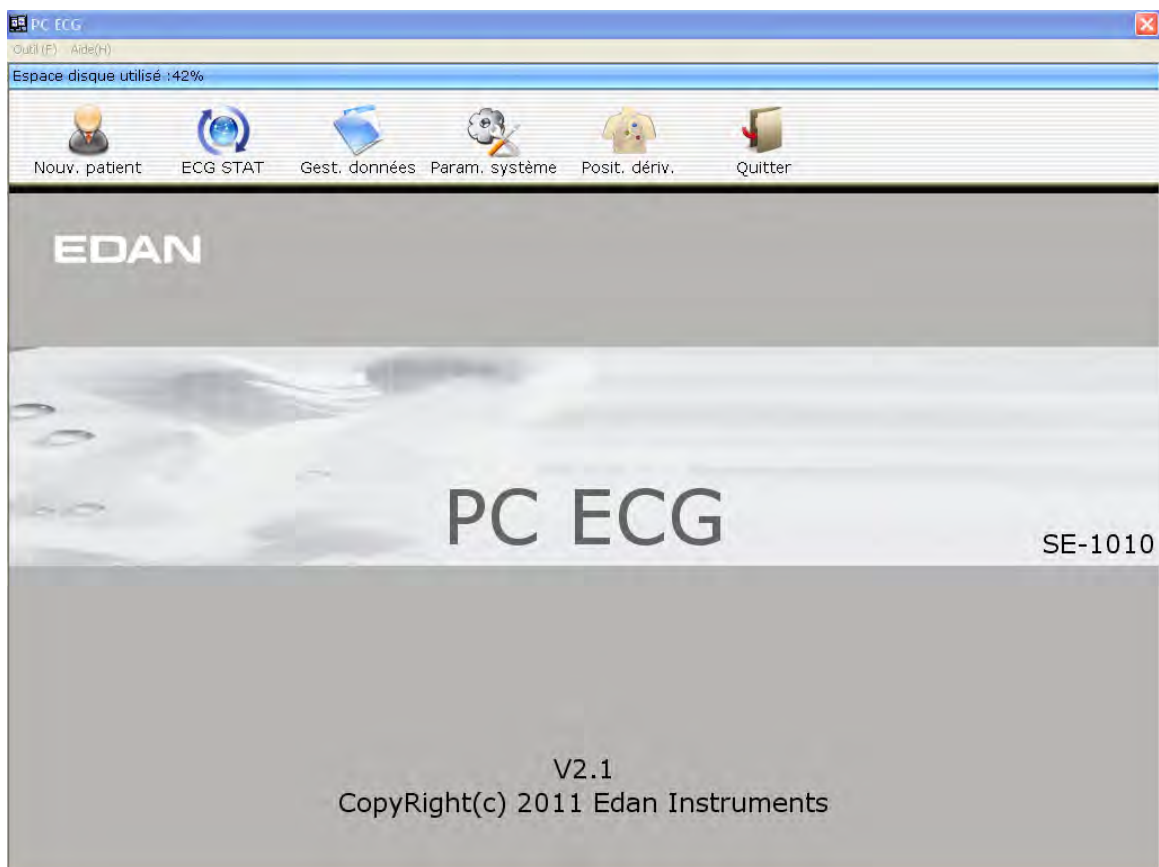 PC ECG
Outil (F) Aide(H)
Espace disque utilisé :42%
Nouv. patient ECG STAT Gest. données Param. système Posit. dériv. Quitter
EDAN
PC ECG
SE-1010
V2.1
CopyRight(c) 2011 Edan Instruments